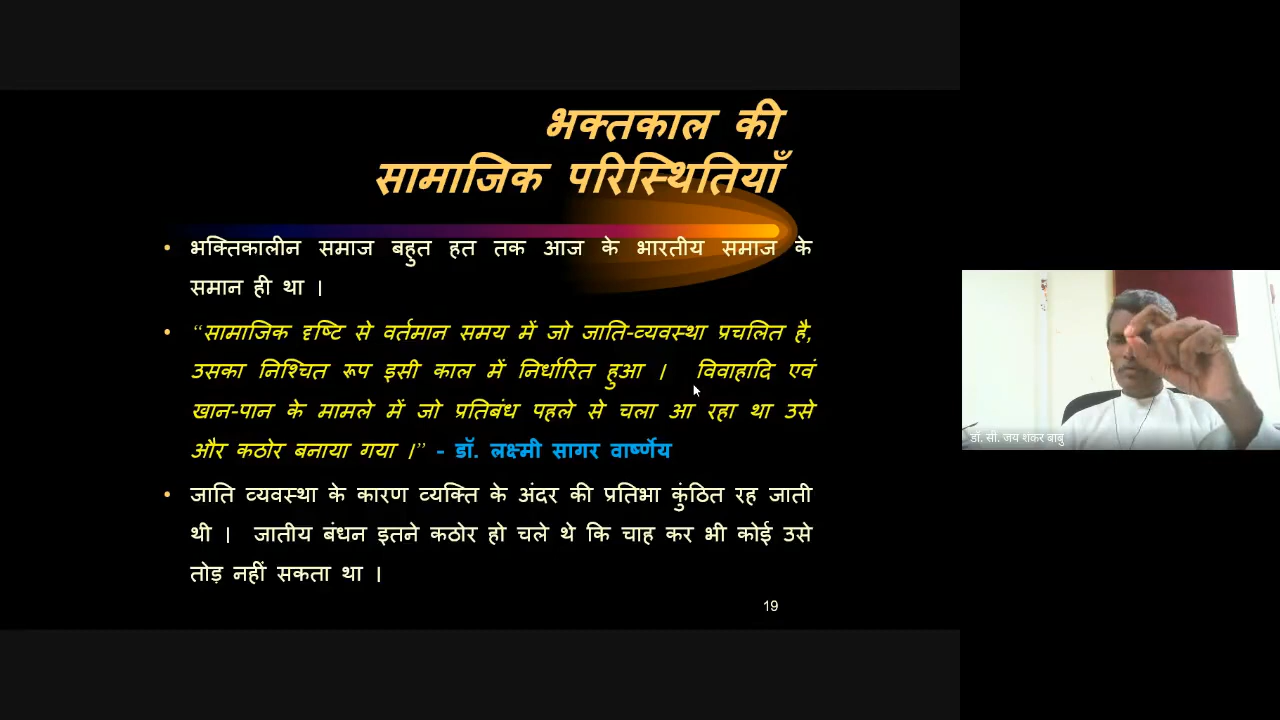 भक्तकाल की
सामाजिक परिस्थितियाँ
• भक्तिकालीन समाज बहुत हत तक आज के भारतीय समाज के
समान ही था ।
• “सामाजिक दृष्टि से वर्तमान समय में जो जाति-व्यवस्था प्रचलित है,
उसका निश्चित रूप इसी काल में निर्धारित हुआ । विवाहादि एवं
खान-पान के मामले में जो प्रतिबंध पहले से चला आ रहा था उसे
और कठोर बनाया गया ।” - डॉ. लक्ष्मी सागर वार्ष्णेय
• जाति व्यवस्था के कारण व्यक्ति के अंदर की प्रतिभा कुंठित रह जाती
थी । जातीय बंधन इतने कठोर हो चले थे कि चाह कर भी कोई उसे
तोड़ नहीं सकता था ।
19
डॉ. सी. जय शंकर बाबु